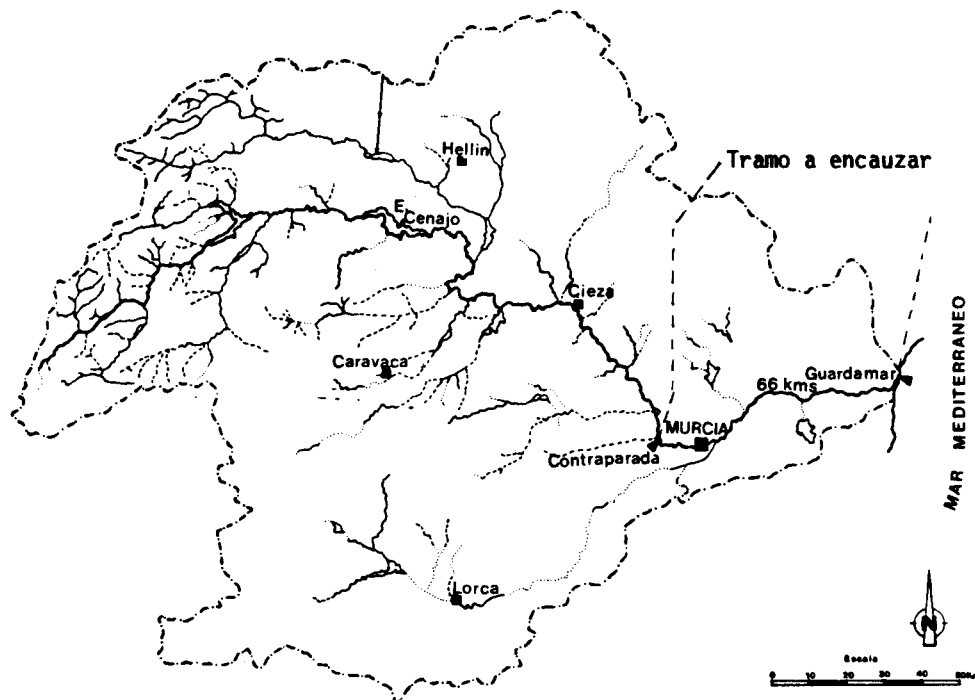 Hellin
Tramo a encauzar
E.
Cenajo
Cieza
Caravaca
Guardamar
66 kms
MURCIA
Contraparada
MAR MEDITERRANEO
Lorca
N
Escala
0 10 20 30 40